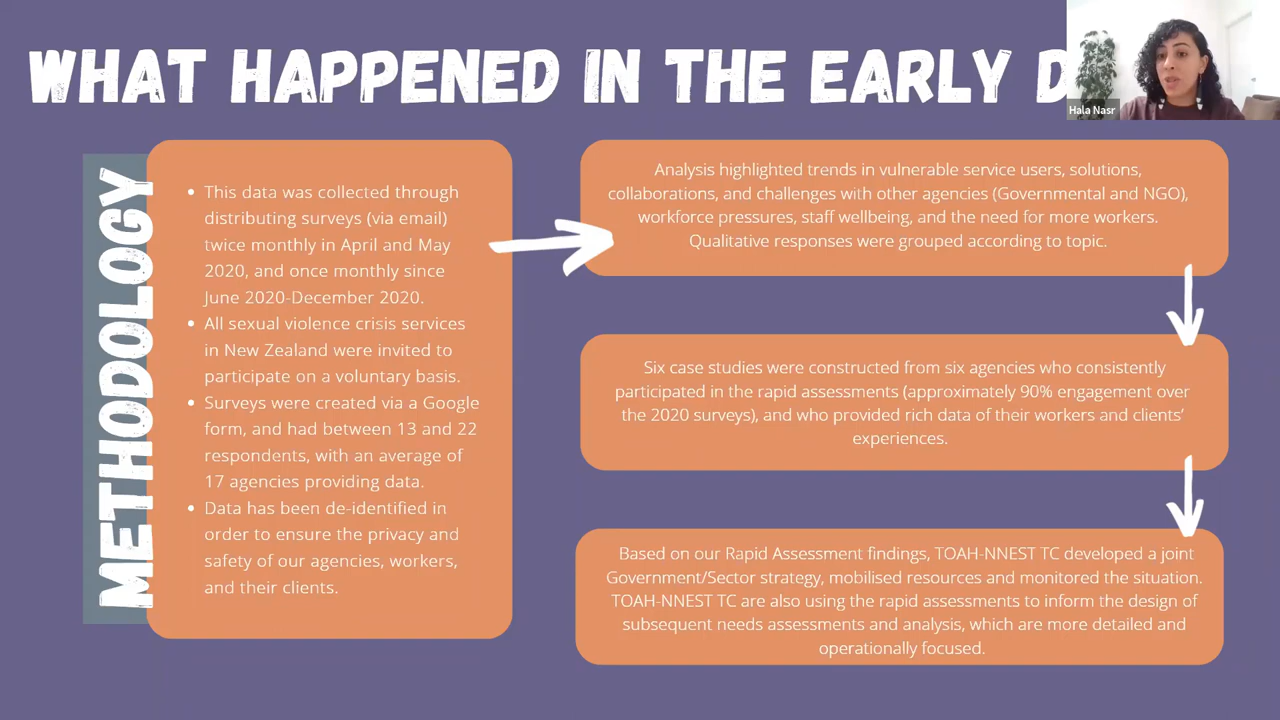 WHAT HAPPENED IN THE EARLY D
Hala Nasr
METHODOLOGY
• This data was collected through
distributing surveys (via email)
twice monthly in April and May
2020, and once monthly since
June 2020-December 2020.
• All sexual violence crisis services
in New Zealand were invited to
participate on a voluntary basis.
• Surveys were created via a Google
form, and had between 13 and 22
respondents, with an average of
17 agencies providing data.
• Data has been de-identified in
order to ensure the privacy and
safety of our agencies, workers,
and their clients.
Analysis highlighted trends in vulnerable service users, solutions,
collaborations, and challenges with other agencies (Governmental and NGO),
workforce pressures, staff wellbeing, and the need for more workers.
Qualitative responses were grouped according to topic.
Six case studies were constructed from six agencies who consistently
participated in the rapid assessments (approximately 90% engagement over
the 2020 surveys), and who provided rich data of their workers and clients’
experiences.
Based on our Rapid Assessment findings, TOAH-NNEST TC developed a joint
Government/Sector strategy, mobilised resources and monitored the situation.
TOAH-NNEST TC are also using the rapid assessments to inform the design of
subsequent needs assessments and analysis, which are more detailed and
operationally focused.